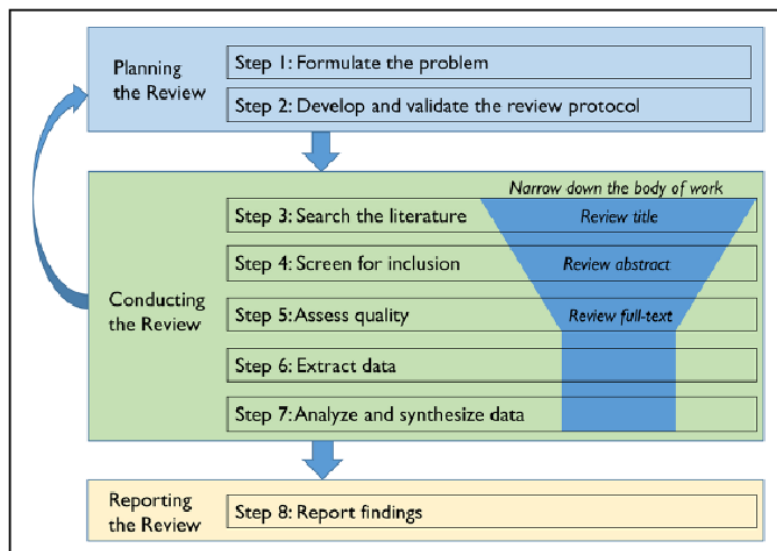 Planning
the Review
Step 1: Formulate the problem
Step 2: Develop and validate the review protocol
Conducting
the Review
Narrow down the body of work
Step 3: Search the literature
Review title
Step 4: Screen for inclusion
Review abstract
Step 5: Assess quality
Review full-text
Step 6: Extract data
Step 7: Analyze and synthesize data
Reporting
the Review
Step 8: Report findings